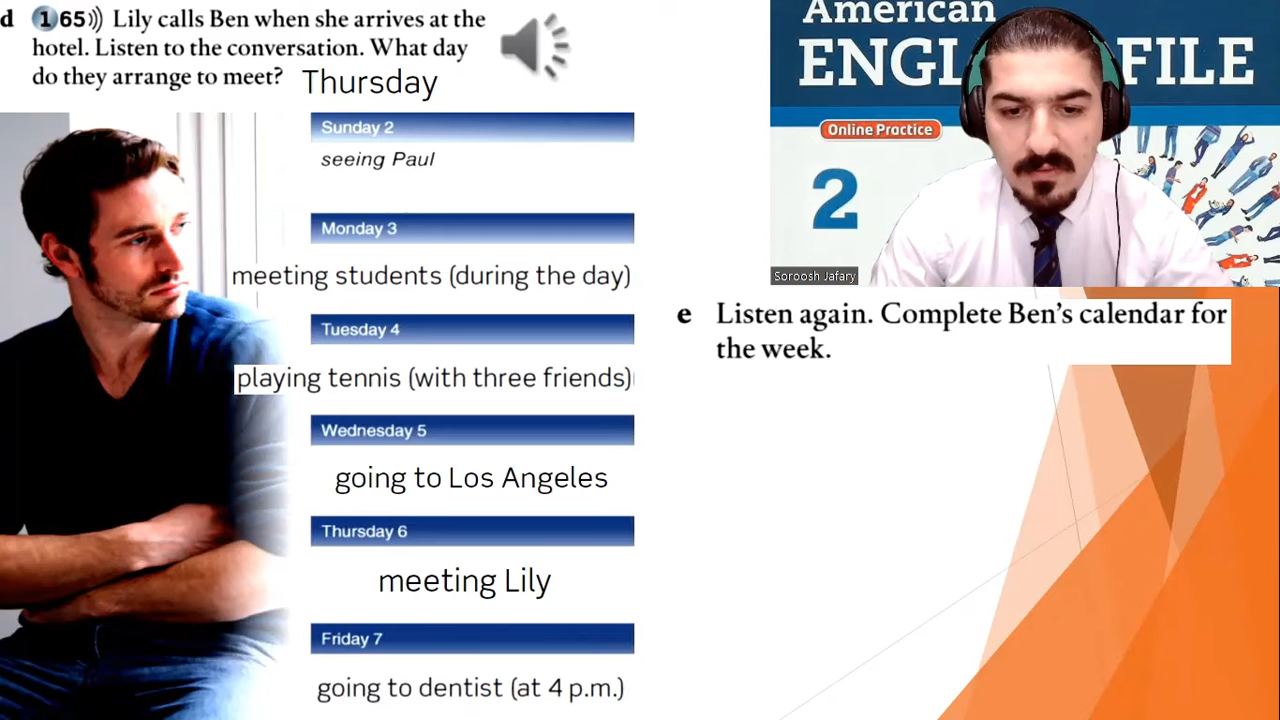 d 1 65))) Lily calls Ben when she arrives at the
hotel. Listen to the conversation. What day
do they arrange to meet? Thursday
Sunday 2
seeing Paul
Monday 3
meeting students (during the day)
Tuesday 4
playing tennis (with three friends)
Wednesday 5
going to Los Angeles
Thursday 6
meeting Lily
Friday 7
going to dentist (at 4 p.m.)
American
ENGL FILE
Online Practice
2
Soroosh Jafary
e Listen again. Complete Ben's calendar for
the week.